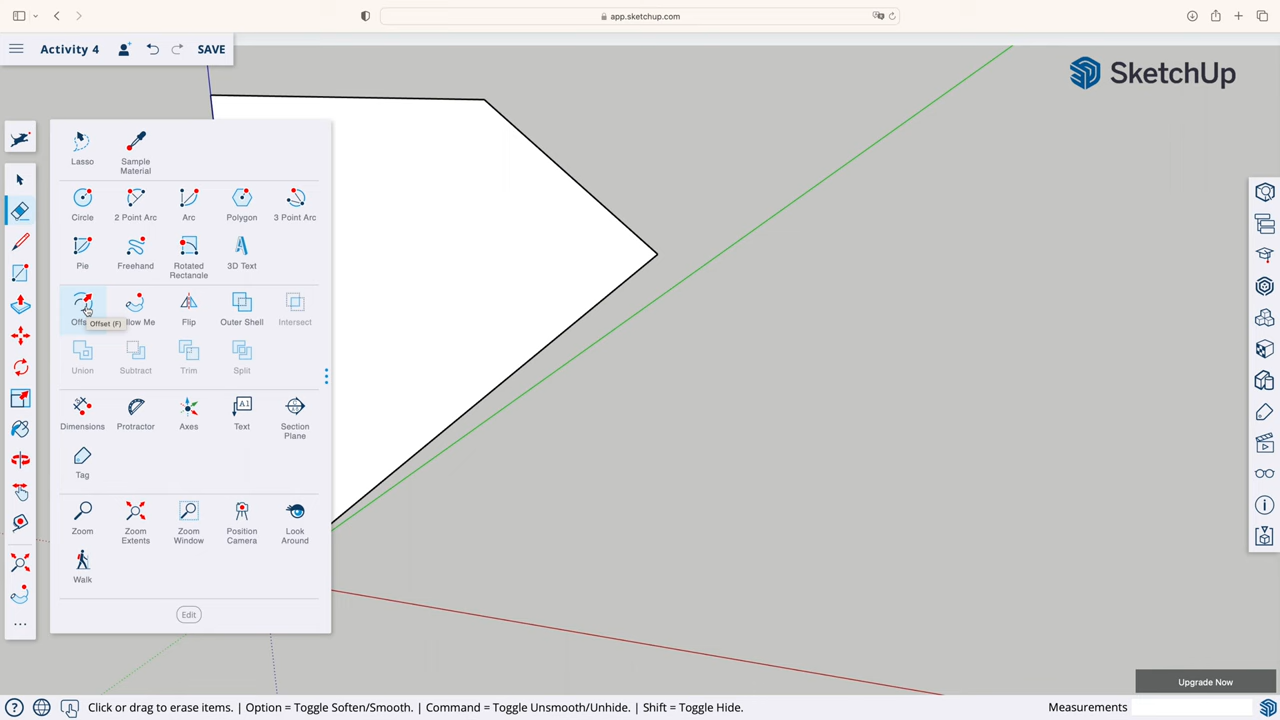 app.sketchup.com
Activity 4
SAVE
SketchUp
Lasso
Sample
Material
Circle
2 Point Arc
Arc
Polygon
3 Point Arc
Pie
Freehand
Rotated
Rectangle
3D Text
Offset (F)
Flip
Outer Shell
Intersect
Union
Subtract
Trim
Split
Dimensions
Protractor
Axes
A1
Text
Section
Plane
Tag
Zoom
Zoom
Extents
Zoom
Window
Position
Camera
Look
Around
Walk
Edit
Upgrade Now
Click or drag to erase items. | Option = Toggle Soften/Smooth. | Command = Toggle Unsmooth/Unhide. | Shift = Toggle Hide.
Measurements